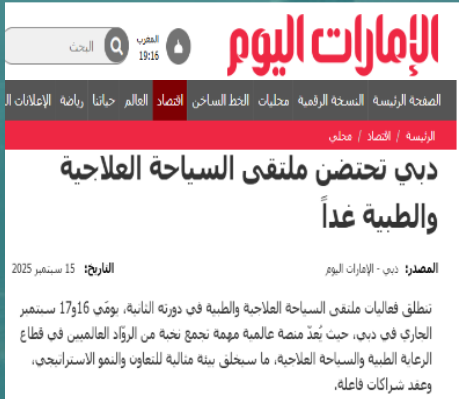 الإمارات اليوم
المغرب
19:16
البحث
الصفحة الرئيسة النسخة الرقمية محليات الخط الساخن اقتصاد العالم حياتنا رياضة الإعلانات
الرئيسة / اقتصاد / محلي
دبي تحتضن ملتقى السياحة العلاجية
والطبية غداً
المصدر: دبي - الإمارات اليوم
التاريخ: 15 سبتمبر 2025
تنطلق فعاليات ملتقى السياحة العلاجية والطبية في دورته الثانية، يومَي 16و17 سبتمبر
الجاري في دبي، حيث يُعدّ منصة عالمية مهمة تجمع نخبة من الروّاد العالميين في قطاع
الرعاية الطبية والسياحة العلاجية، ما سيخلق بيئة مثالية للتعاون والنمو الاستراتيجي،
وعقد شراكات فاعلة.